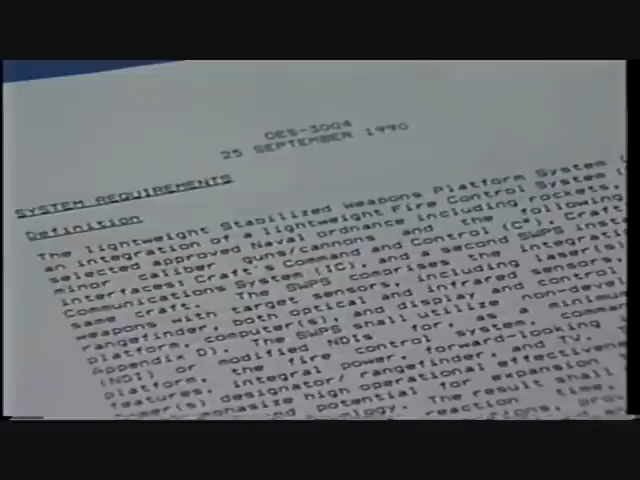 OES-3004
25 SEPTEMBER 1990
SYSTEM REQUIREMENTS
Definition
The lightweight Stabilized Weapons Platform System
an integration of a lightweight Fire Control System
selected approved Naval ordnance including rockets,
minor caliber guns/cannons and the following
interfaces: Craft's Command and Control (C²), Craft
Communications System (IC) and a second SWPS
same craft. The SWPS comprises the integrati
weapons with target sensors, including laser(s)
rangefinder, both optical and infrared sensors,
platform, computer(s) and display and control
Appendix D). The SWPS shall utilize non-devel
(NDI) or modified NDIs for, as a minimum
platform, the fire control system, comman
features, integral power, forward-looking
designator/ rangefinder, and TV.
high operational effectivene
potential for expansion
The result shall
reaction time,